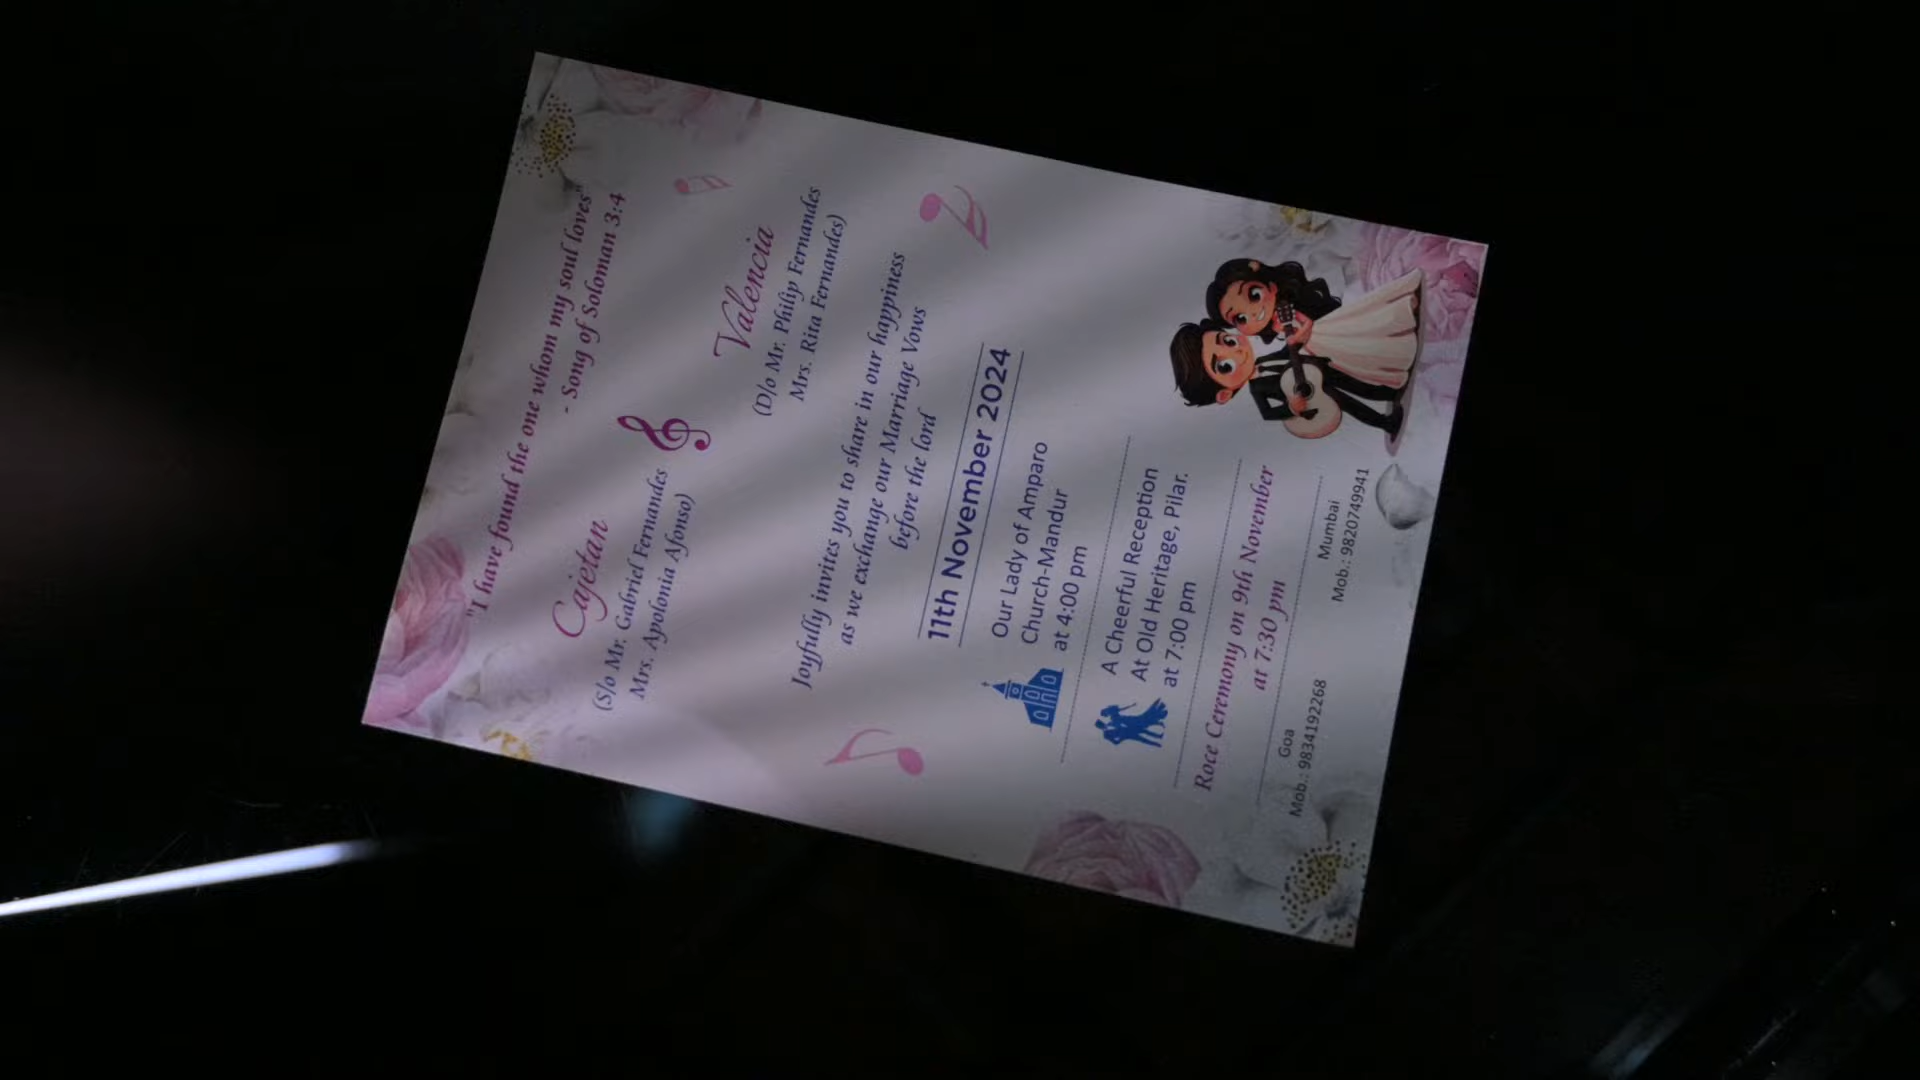 "I have found the one whom my soul loves"
- Song of Soloman 3:4
Cajetan
(S/o Mr. Gabriel Fernandes
Mrs. Apolonia Afonso)
Valencia
(D/o Mr. Philip Fernandes
Mrs. Rita Fernandes)
Joyfully invites you to share in our happiness
as we exchange our Marriage Vows
before the lord
11th November 2024
Our Lady of Amparo
Church-Mandur
at 4:00 pm
A Cheerful Reception
At Old Heritage, Pilar.
at 7:00 pm
Roce Ceremony on 9th November
at 7:30 pm
Goa
Mob.: 9834192268
Mumbai
Mob.: 9820749941